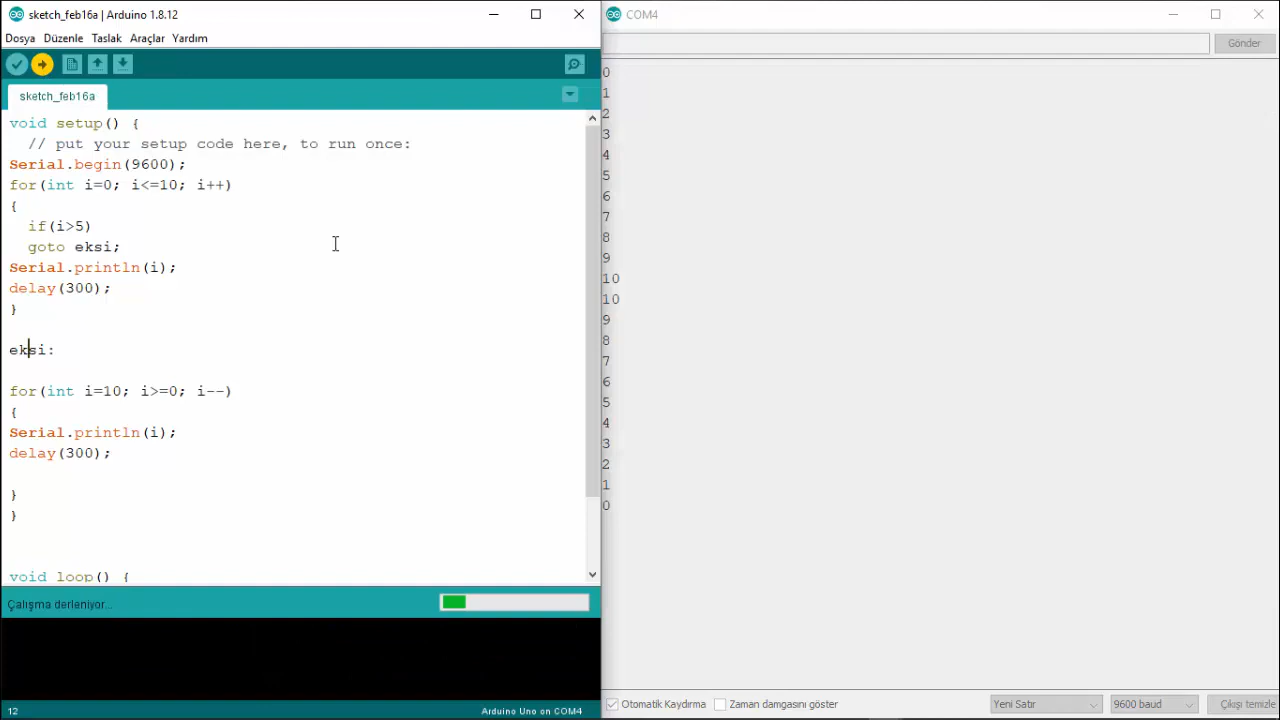 sketch_feb16a | Arduino 1.8.12
Dosya Düzenle Taslak Araçlar Yardım
sketch_feb16a
void setup() {
// put your setup code here, to run once:
Serial.begin(9600);
for(int i=0; i<=10; i++)
{
if(i>5)
goto eksi;
Serial.println(i);
delay(300);
}
eksi:
for(int i=10; i>=0; i--)
{
Serial.println(i);
delay(300);
}
}
void loop() {
Çalışma derleniyor...
12
Arduino Uno on COM4
COM4
Gönder
0
1
2
3
4
5
6
7
8
9
10
10
9
8
7
6
5
4
3
2
1
0
Otomatik Kaydırma Zaman damgasını göster
Yeni Satır
9600 baud
Çıkışı temizle